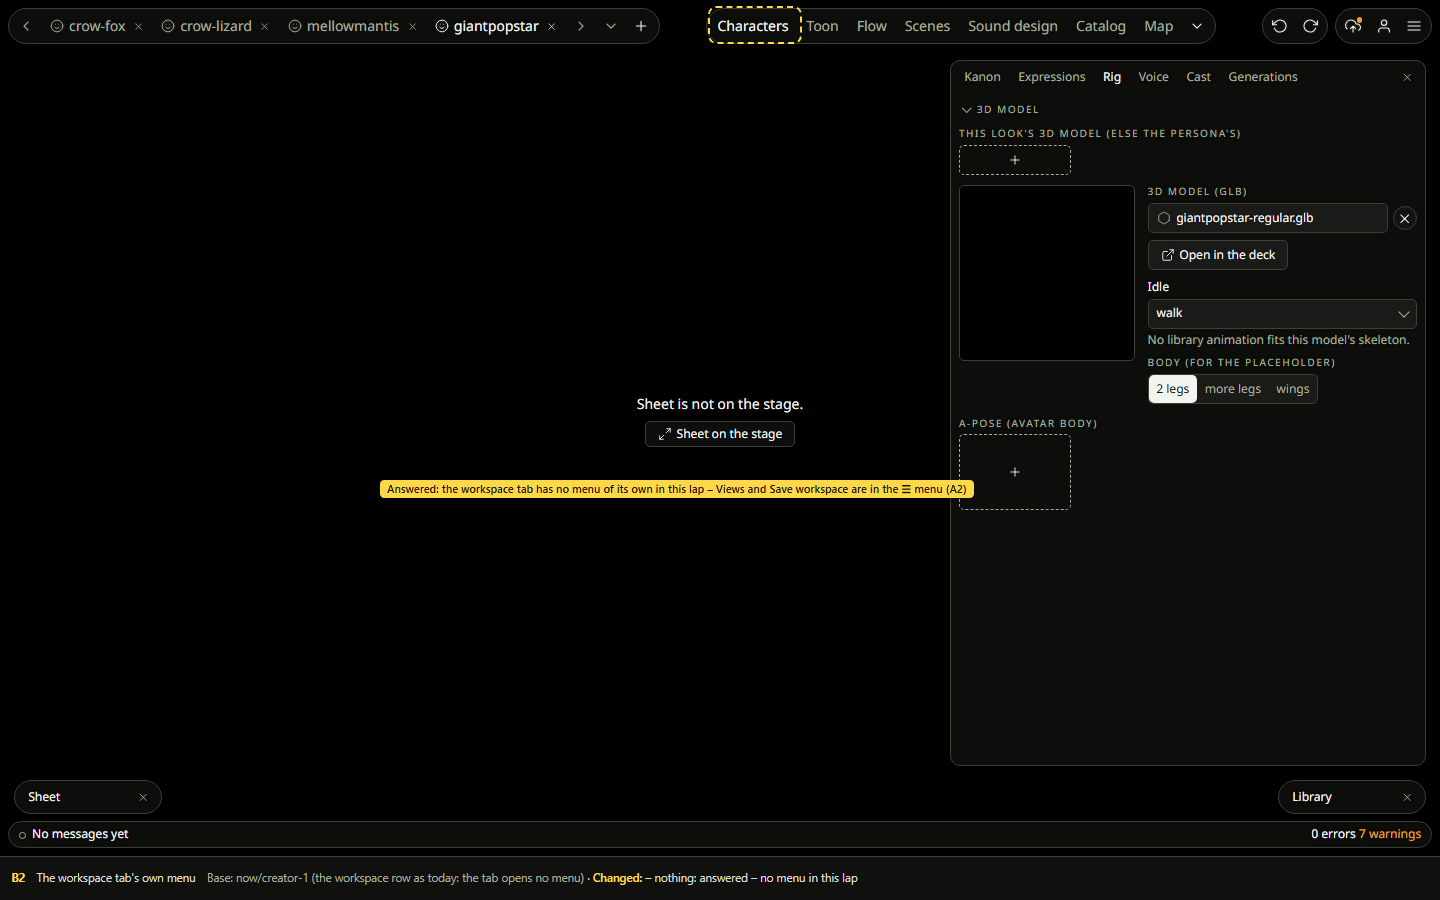 crow-fox crow-lizard mellowmantis giantpopstar
Characters Toon Flow Scenes Sound design Catalog Map
Kanon Expressions Rig Voice Cast Generations
3D MODEL
THIS LOOK'S 3D MODEL (ELSE THE PERSONA'S)
3D MODEL (GLB)
giantpopstar-regular.glb
Open in the deck
Idle
walk
No library animation fits this model's skeleton.
BODY (FOR THE PLACEHOLDER)
2 legs more legs wings
A-POSE (AVATAR BODY)
Sheet is not on the stage.
Sheet on the stage
Answered: the workspace tab has no menu of its own in this lap – Views and Save workspace are in the ☰ menu (A2)
Sheet
Library
No messages yet
0 errors 7 warnings
B2 The workspace tab's own menu Base: now/creator-1 (the workspace row as today: the tab opens no menu) · Changed: – nothing: answered – no menu in this lap